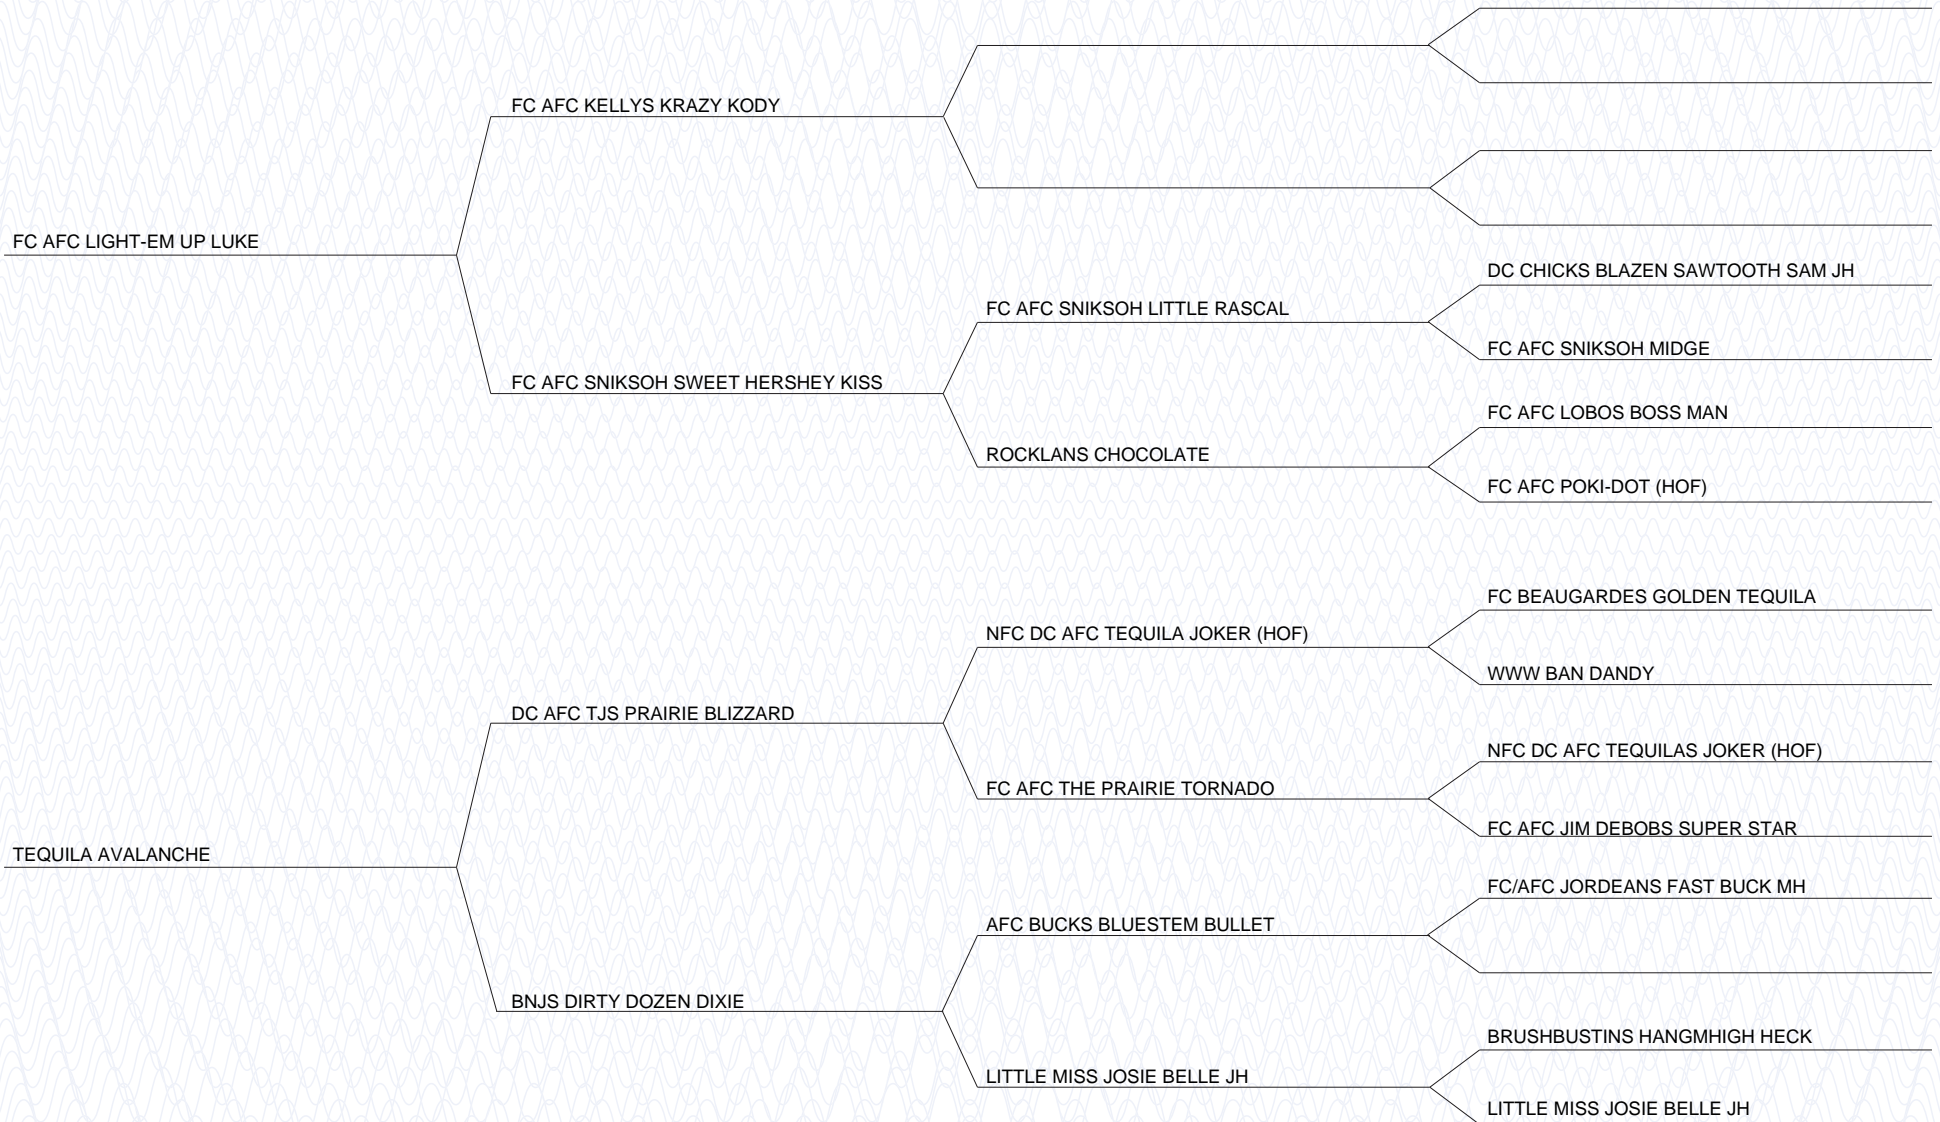 FC AFC LIGHT-EM UP LUKE
FC AFC KELLYS KRAZY KODY
FC AFC SNIKSOH SWEET HERSHEY KISS
FC AFC SNIKSOH LITTLE RASCAL
DC CHICKS BLAZEN SAWTOOTH SAM JH
FC AFC SNIKSOH MIDGE
ROCKLANS CHOCOLATE
FC AFC LOBOS BOSS MAN
FC AFC POKI-DOT (HOF)
TEQUILA AVALANCHE
DC AFC TJS PRAIRIE BLIZZARD
NFC DC AFC TEQUILA JOKER (HOF)
FC BEAUGARDES GOLDEN TEQUILA
WWW BAN DANDY
FC AFC THE PRAIRIE TORNADO
NFC DC AFC TEQUILAS JOKER (HOF)
FC AFC JIM DEBOBS SUPER STAR
BNJS DIRTY DOZEN DIXIE
AFC BUCKS BLUESTEM BULLET
FC/AFC JORDEANS FAST BUCK MH
LITTLE MISS JOSIE BELLE JH
BRUSHBUSTINS HANGMHIGH HECK
LITTLE MISS JOSIE BELLE JH